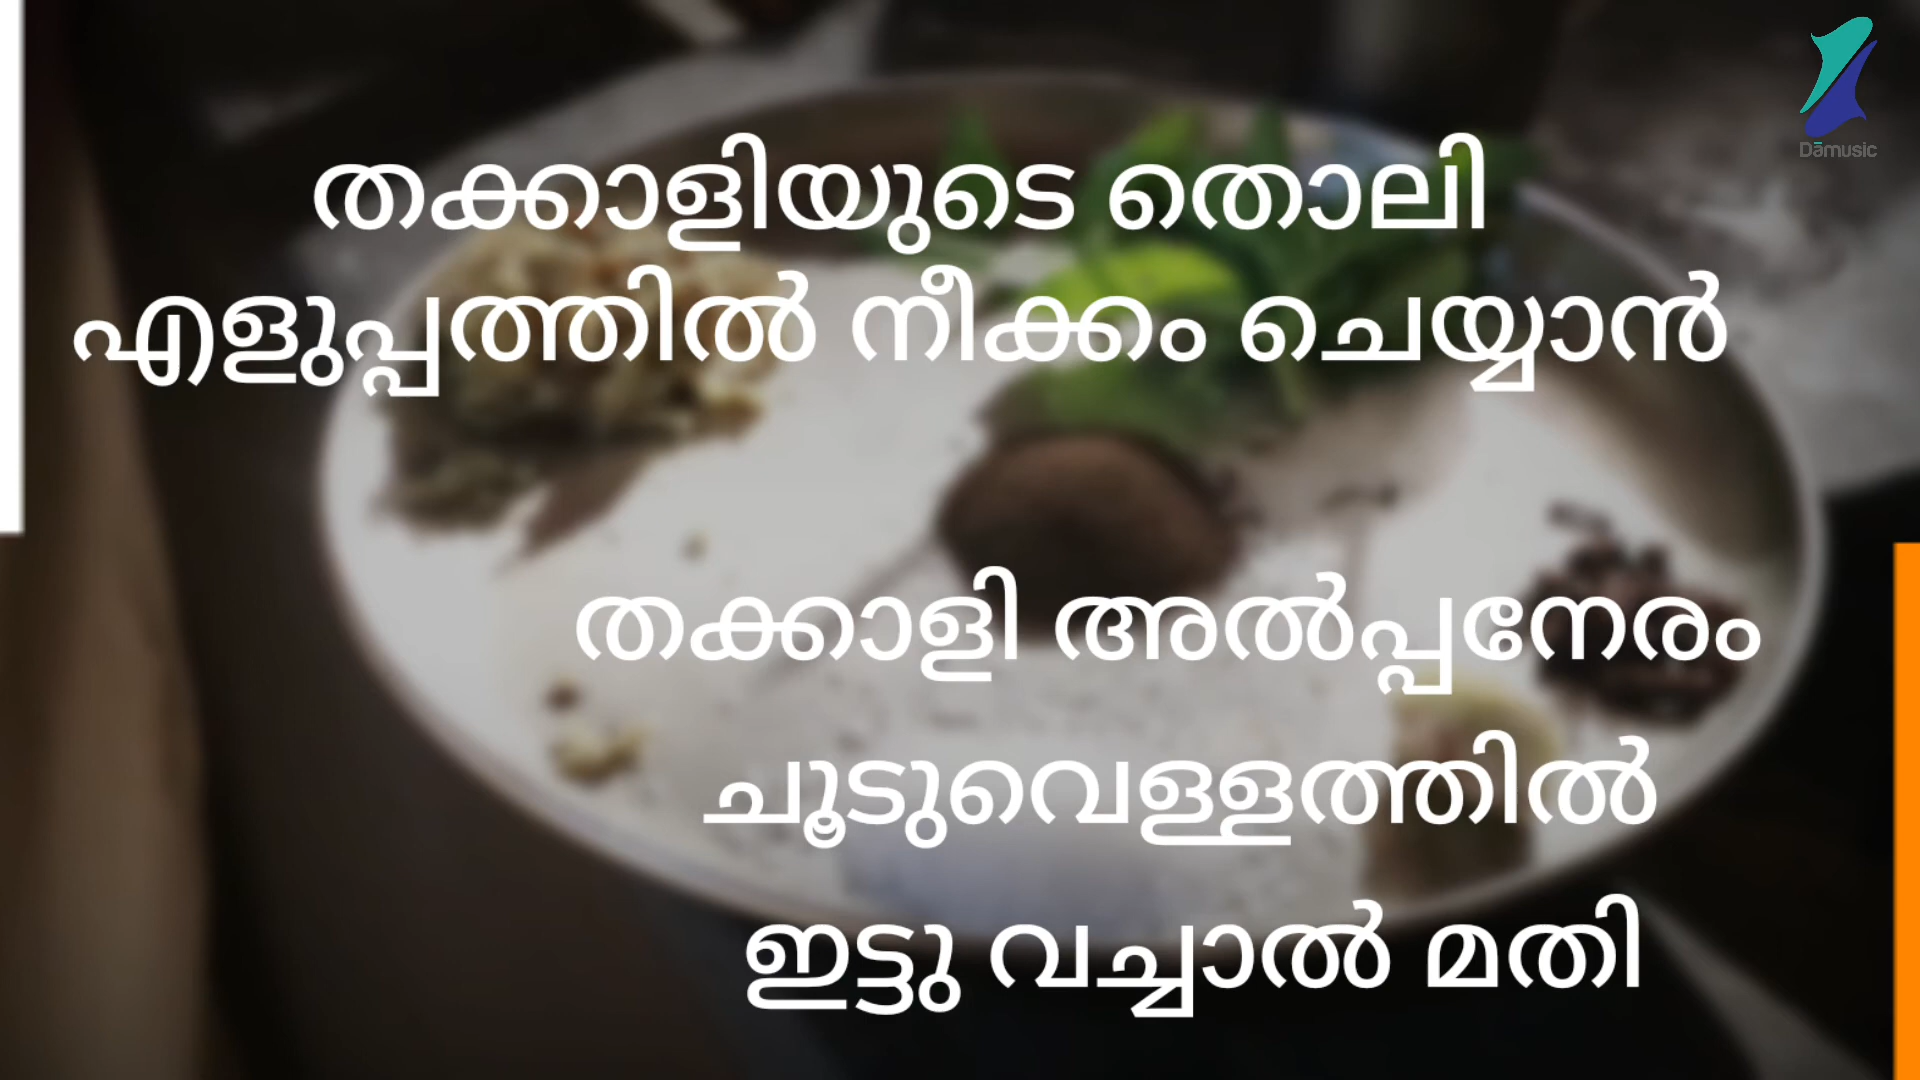 Dāmusic
തക്കാളിയുടെ തൊലി
എളുപ്പത്തിൽ നീക്കം ചെയ്യാൻ
തക്കാളി അൽപ്പനേരം
ചൂടുവെള്ളത്തിൽ
ഇട്ടു വച്ചാൽ മതി